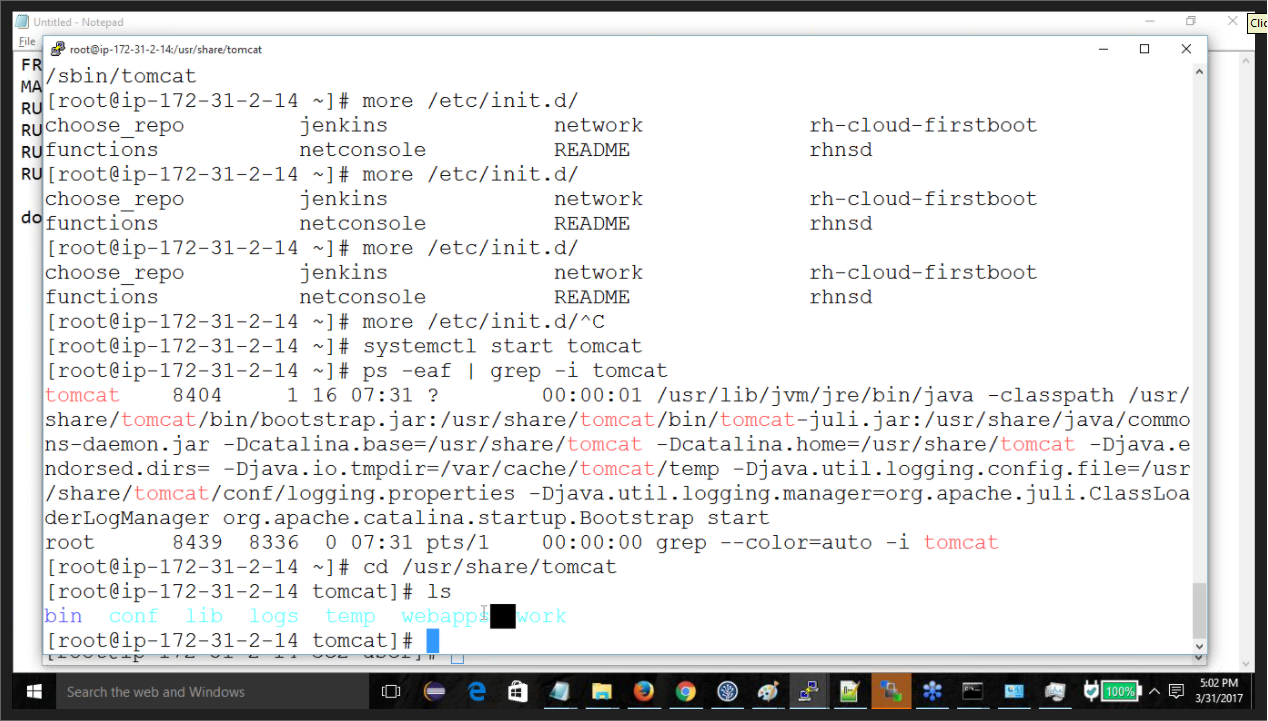 Untitled - Notepad
Clic
File
root@ip-172-31-2-14:/usr/share/tomcat
FR
MA
RU
RU
RU
RU
do
/sbin/tomcat
[root@ip-172-31-2-14 ~]# more /etc/init.d/
choose_repo jenkins network rh-cloud-firstboot
functions netconsole README rhnsd
[root@ip-172-31-2-14 ~]# more /etc/init.d/
choose_repo jenkins network rh-cloud-firstboot
functions netconsole README rhnsd
[root@ip-172-31-2-14 ~]# more /etc/init.d/
choose_repo jenkins network rh-cloud-firstboot
functions netconsole README rhnsd
[root@ip-172-31-2-14 ~]# more /etc/init.d/^C
[root@ip-172-31-2-14 ~]# systemctl start tomcat
[root@ip-172-31-2-14 ~]# ps -eaf | grep -i tomcat
tomcat 8404 1 16 07:31 ? 00:00:01 /usr/lib/jvm/jre/bin/java -classpath /usr/
share/tomcat/bin/bootstrap.jar:/usr/share/tomcat/bin/tomcat-juli.jar:/usr/share/java/commo
ns-daemon.jar -Dcatalina.base=/usr/share/tomcat -Dcatalina.home=/usr/share/tomcat -Djava.e
ndorsed.dirs= -Djava.io.tmpdir=/var/cache/tomcat/temp -Djava.util.logging.config.file=/usr
/share/tomcat/conf/logging.properties -Djava.util.logging.manager=org.apache.juli.ClassLoa
derLogManager org.apache.catalina.startup.Bootstrap start
root 8439 8336 0 07:31 pts/1 00:00:00 grep --color=auto -i tomcat
[root@ip-172-31-2-14 ~]# cd /usr/share/tomcat
[root@ip-172-31-2-14 tomcat]# ls
bin conf lib logs temp webapps work
[root@ip-172-31-2-14 tomcat]#
Search the web and Windows
100%
5:02 PM
3/31/2017